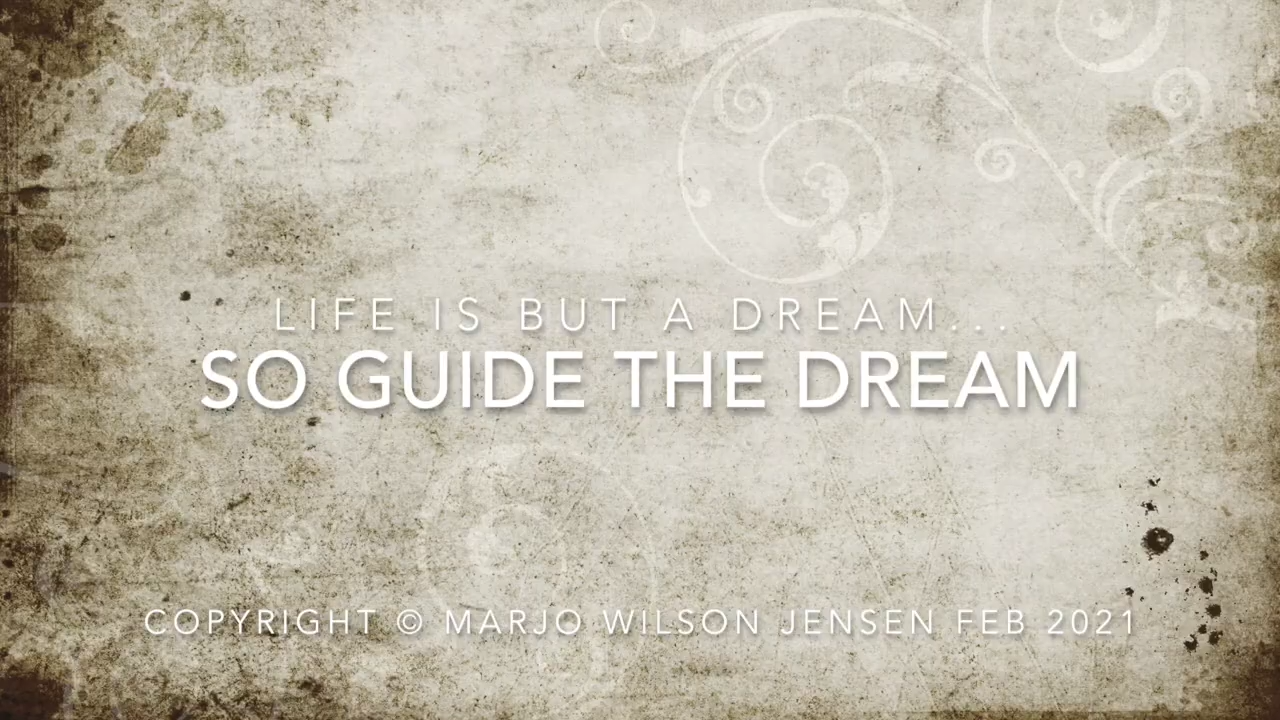 LIFE IS BUT A DREAM...
SO GUIDE THE DREAM
COPYRIGHT © MARJO WILSON JENSEN FEB 2021